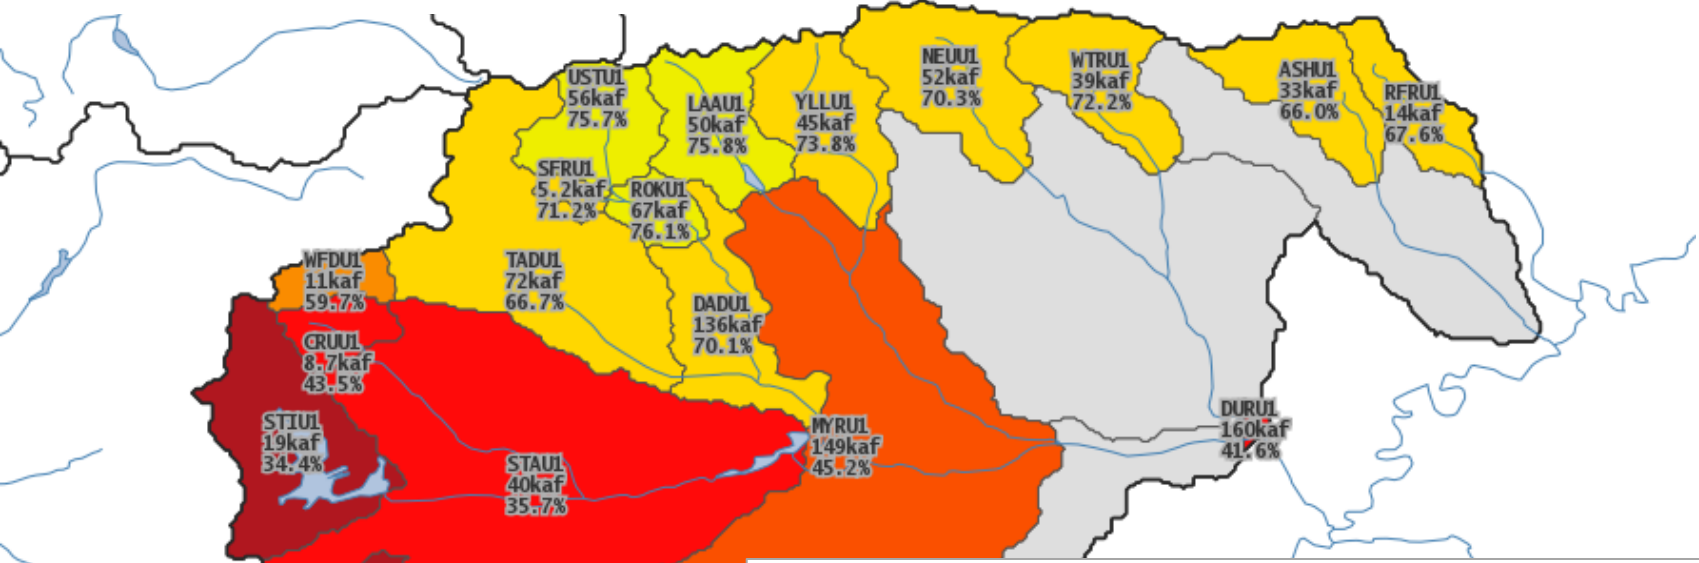 USTU1
56kaf
75.7%
LAAU1
50kaf
75.8%
YLLU1
45kaf
73.8%
NEUU1
52kaf
70.3%
WTRU1
39kaf
72.2%
ASHU1
33kaf
66.0%
RFRU1
14kaf
67.6%
SFRU1
5.2kaf
71.2%
ROKU1
67kaf
76.1%
WFDU1
11kaf
59.7%
TADU1
72kaf
66.7%
DADU1
136kaf
70.1%
CRUU1
8.7kaf
43.5%
STIU1
19kaf
34.4%
STAU1
40kaf
35.7%
MYRU1
149kaf
45.2%
DURU1
160kaf
41.6%